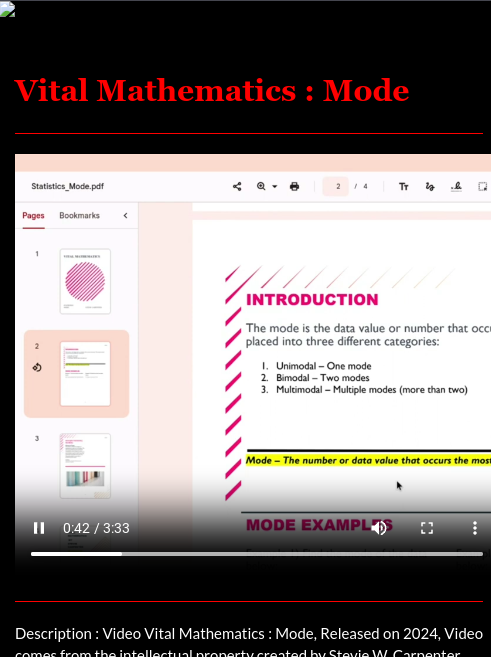 Vital Mathematics : Mode
Statistics_Mode.pdf
2 / 4
Pages
Bookmarks
1
2
3
VITAL MATHEMATICS
INTRODUCTION
The mode is the data value or number that occu
placed into three different categories:
1. Unimodal – One mode
2. Bimodal – Two modes
3. Multimodal – Multiple modes (more than two)
Mode – The number or data value that occurs the most
MODE EXAMPLES
0:42 / 3:33
Description : Video Vital Mathematics : Mode, Released on 2024, Video
comes from the intellectual property created by Stevie W. Carpenter